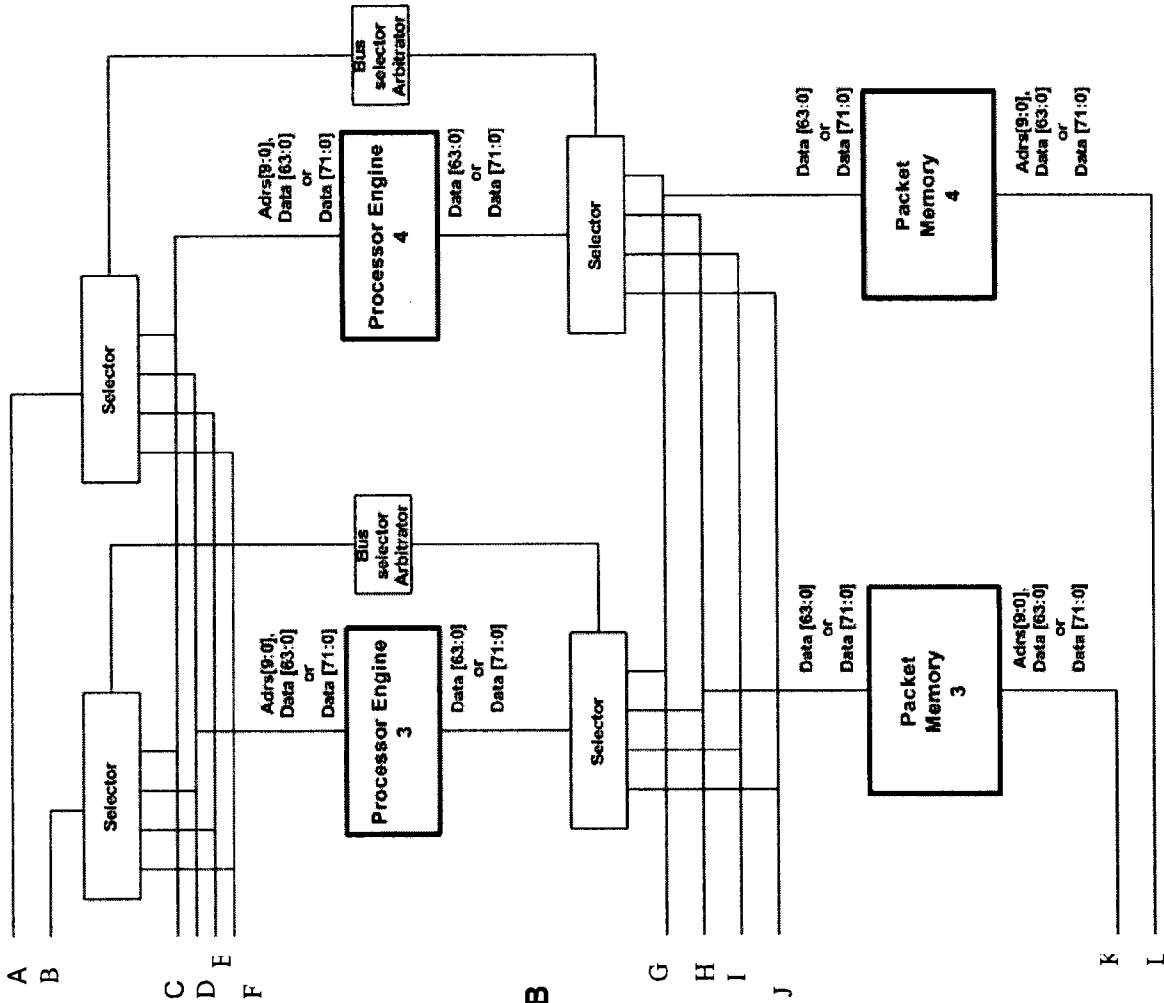 A
B
C
D
E
F
G
H
I
J
K
L
B
Selector
Selector
Adrs[9:0],
Data [63:0]
or
Data [71:0]
Processor Engine
3
Data [63:0]
or
Data [71:0]
Bus
selector
Arbitrator
Adrs[9:0],
Data [63:0]
or
Data [71:0]
Processor Engine
4
Data [63:0]
or
Data [71:0]
Bus
selector
Arbitrator
Selector
Selector
Data [63:0]
or
Data [71:0]
Packet
Memory
3
Adrs[9:0],
Data [63:0]
or
Data [71:0]
Data [63:0]
or
Data [71:0]
Packet
Memory
4
Adrs[9:0],
Data [63:0]
or
Data [71:0]